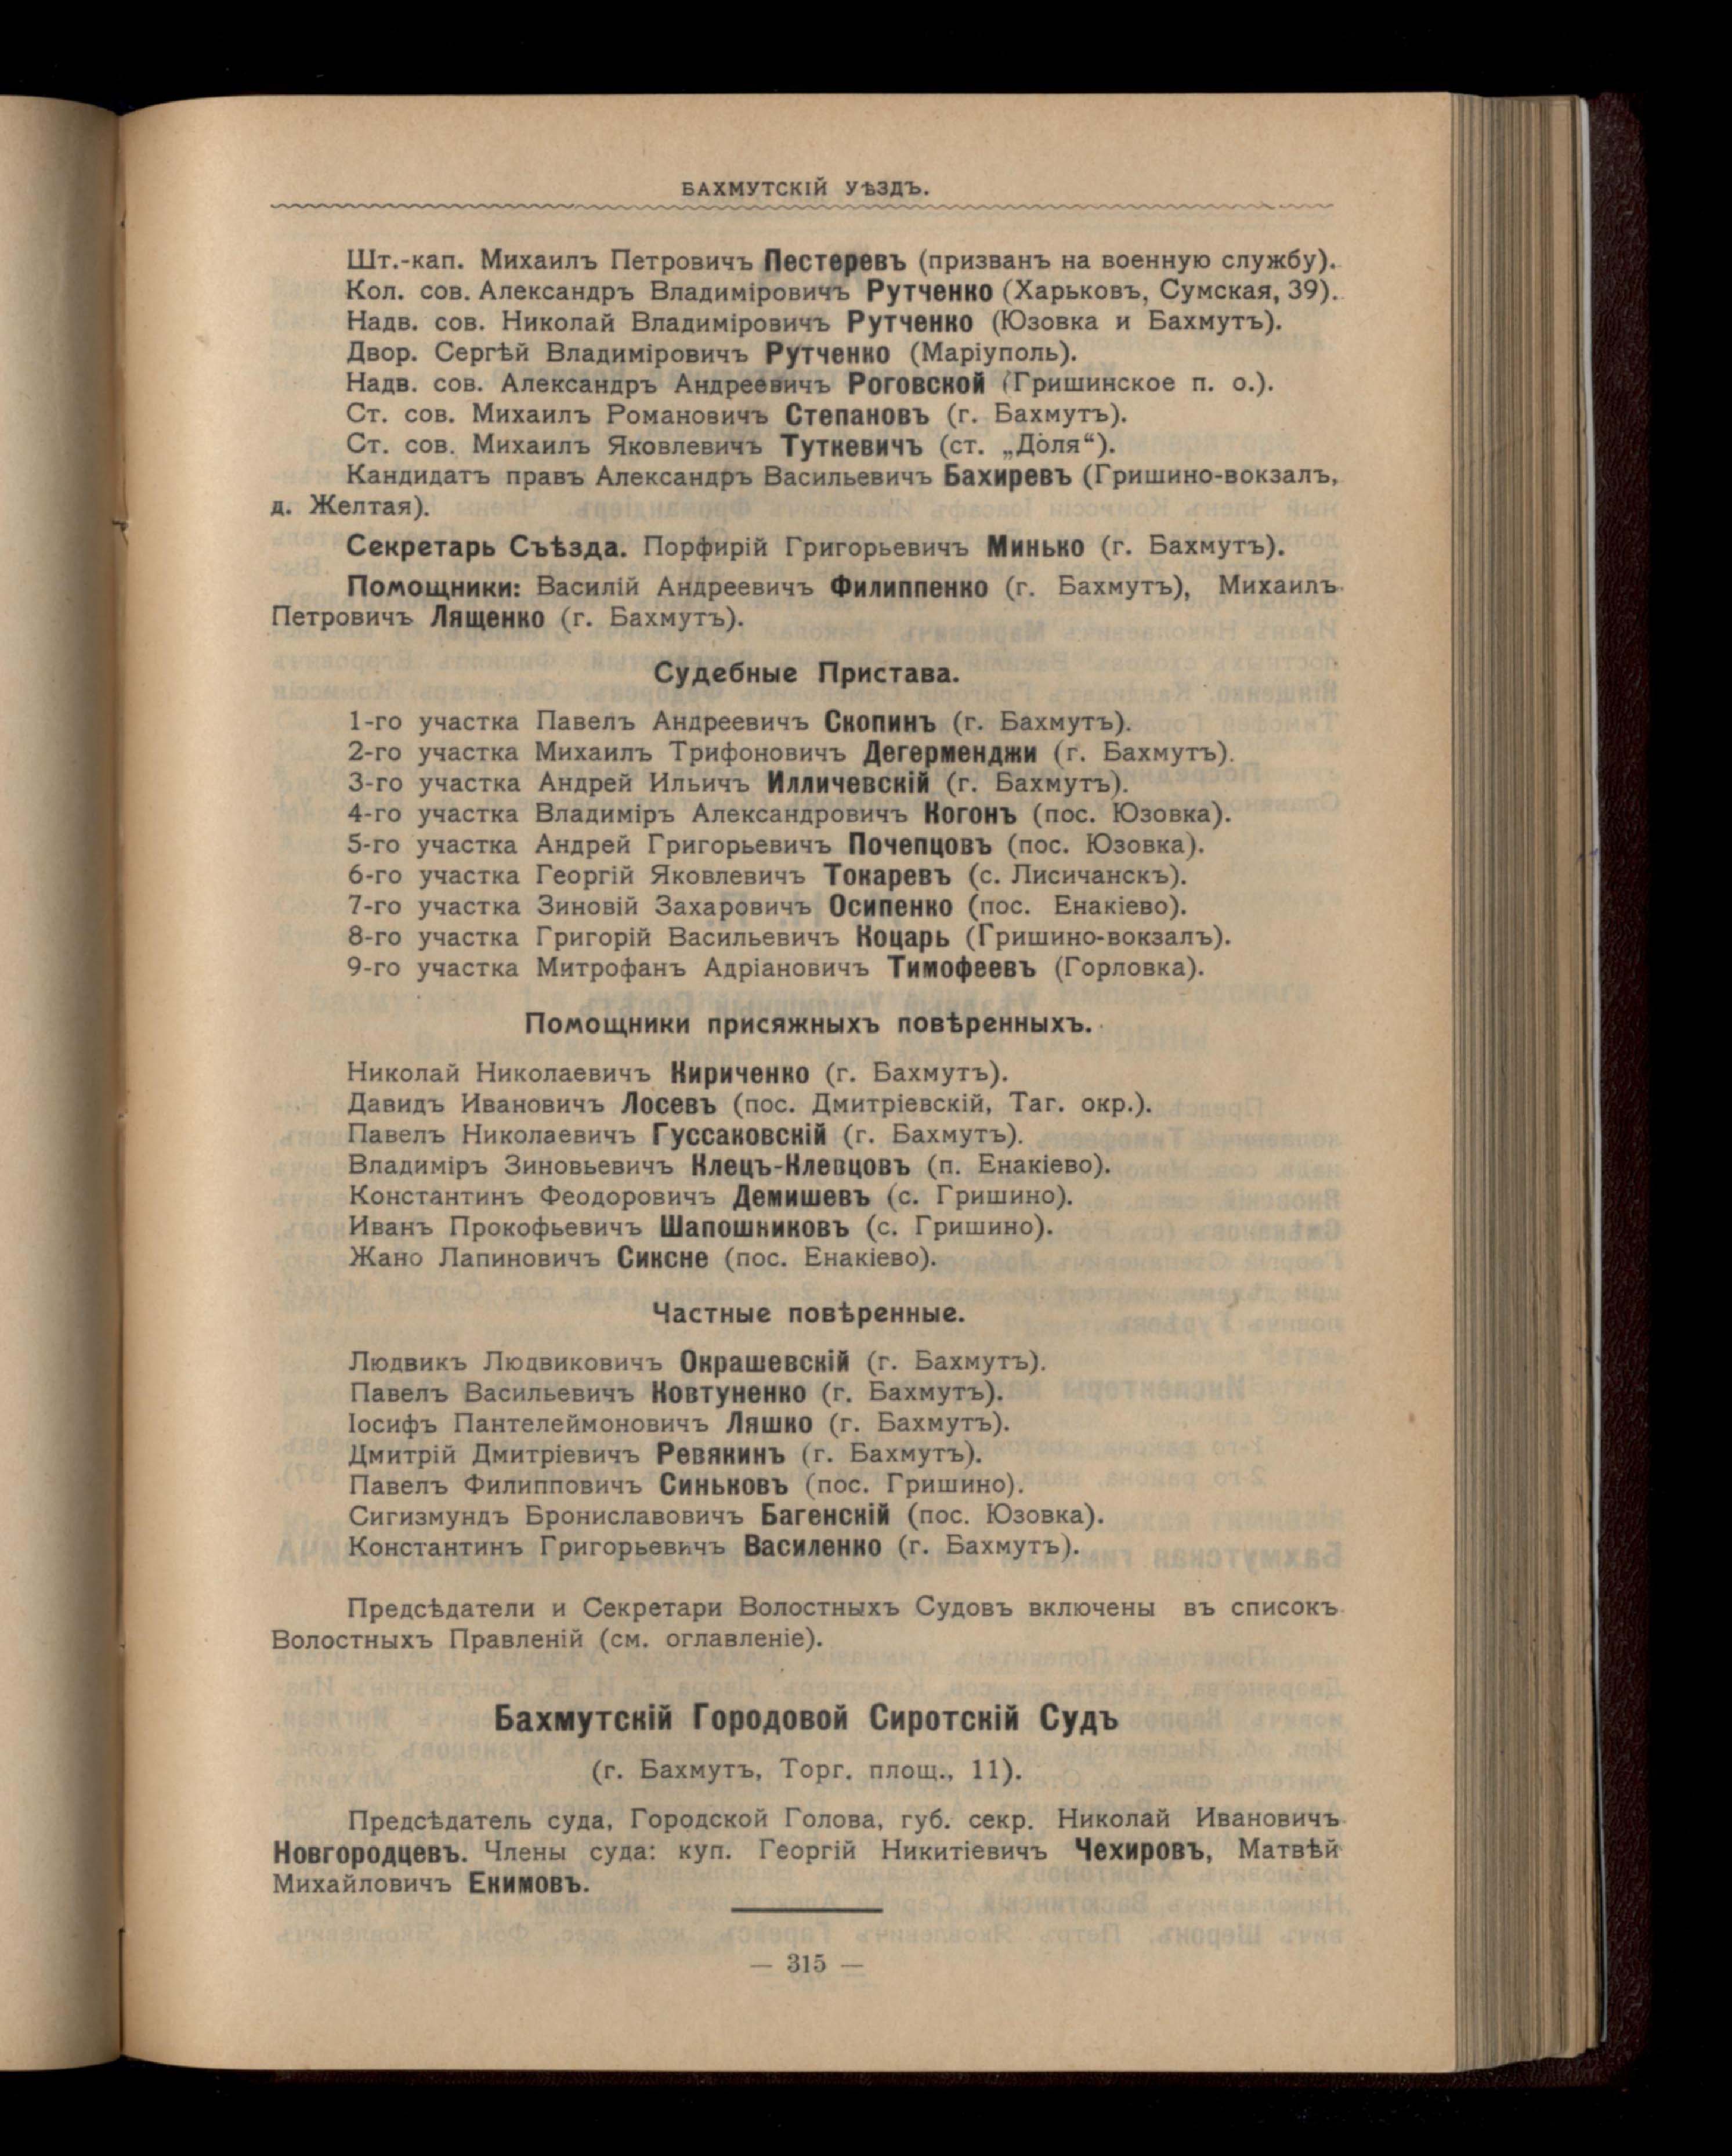 БАХМУТСКІЙ УѢЗДЪ.
Шт.-кап. Михаилъ Петровичъ Пестеревъ (призванъ на военную службу).
Кол. сов. Александръ Владиміровичъ Рутченко (Харьковъ, Сумская, 39).
Надв. сов. Николай Владиміровичъ Рутченко (Юзовка и Бахмутъ).
Двор. Сергѣй Владиміровичъ Рутченко (Маріуполь).
Надв. сов. Александръ Андреевичъ Роговской (Гришинское п. о.).
Ст. сов. Михаилъ Романовичъ Степановъ (г. Бахмутъ).
Ст. сов. Михаилъ Яковлевичъ Туткевичъ (ст. „Доля“).
Кандидатъ правъ Александръ Васильевичъ Бахиревъ (Гришино-вокзалъ,
д. Желтая).
Секретарь Съѣзда. Порфирій Григорьевичъ Минько (г. Бахмутъ).
Помощники: Василій Андреевичъ Филиппенко (г. Бахмутъ), Михаилъ
Петровичъ Лященко (г. Бахмутъ).
Судебные Пристава.
1-го участка Павелъ Андреевичъ Скопинъ (г. Бахмутъ).
2-го участка Михаилъ Трифоновичъ Дегерменджи (г. Бахмутъ).
3-го участка Андрей Ильичъ Илличевскій (г. Бахмутъ).
4-го участка Владиміръ Александровичъ Когонъ (пос. Юзовка).
5-го участка Андрей Григорьевичъ Почепцовъ (пос. Юзовка).
6-го участка Георгій Яковлевичъ Токаревъ (с. Лисичанскъ).
7-го участка Зиновій Захаровичъ Осипенко (пос. Енакіево).
8-го участка Григорій Васильевичъ Коцарь (Гришино-вокзалъ).
9-го участка Митрофанъ Адріановичъ Тимофеевъ (Горловка).
Помощники присяжныхъ повѣренныхъ.
Николай Николаевичъ Кириченко (г. Бахмутъ).
Давидъ Ивановичъ Лосевъ (пос. Дмитріевскій, Таг. окр.).
Павелъ Николаевичъ Гуссаковскій (г. Бахмутъ).
Владиміръ Зиновьевичъ Клецъ-Клевцовъ (п. Енакіево).
Константинъ Феодоровичъ Демишевъ (с. Гришино).
Иванъ Прокофьевичъ Шапошниковъ (с. Гришино).
Жано Лапиновичъ Сиксне (пос. Енакіево).
Частные повѣренные.
Людвикъ Людвиковичъ Окрашевскій (г. Бахмутъ).
Павелъ Васильевичъ Ковтуненко (г. Бахмутъ).
Іосифъ Пантелеймоновичъ Ляшко (г. Бахмутъ).
Дмитрій Дмитріевичъ Ревякинъ (г. Бахмутъ).
Павелъ Филипповичъ Синьковъ (пос. Гришино).
Сигизмундъ Брониславовичъ Багенскій (пос. Юзовка).
Константинъ Григорьевичъ Василенко (г. Бахмутъ).
Предсѣдатели и Секретари Волостныхъ Судовъ включены въ списокъ
Волостныхъ Правленій (см. оглавленіе).
Бахмутскій Городовой Сиротскій Судъ
(г. Бахмутъ, Торг. площ., 11).
Предсѣдатель суда, Городской Голова, губ. секр. Николай Ивановичъ
Новгородцевъ. Члены суда: куп. Георгій Никитіевичъ Чехировъ, Матвѣй
Михайловичъ Екимовъ.
— 315 —